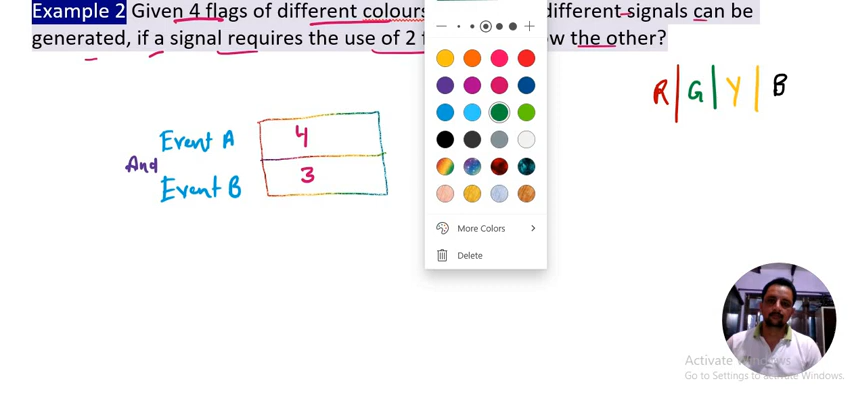 Example 2 Given 4 flags of different colours different signals can be
generated, if a signal requires the use of 2 the other?
R G Y B
Event A 4
And
Event B 3
More Colors
Delete
Activate Windows
Go to Settings to activate Windows.